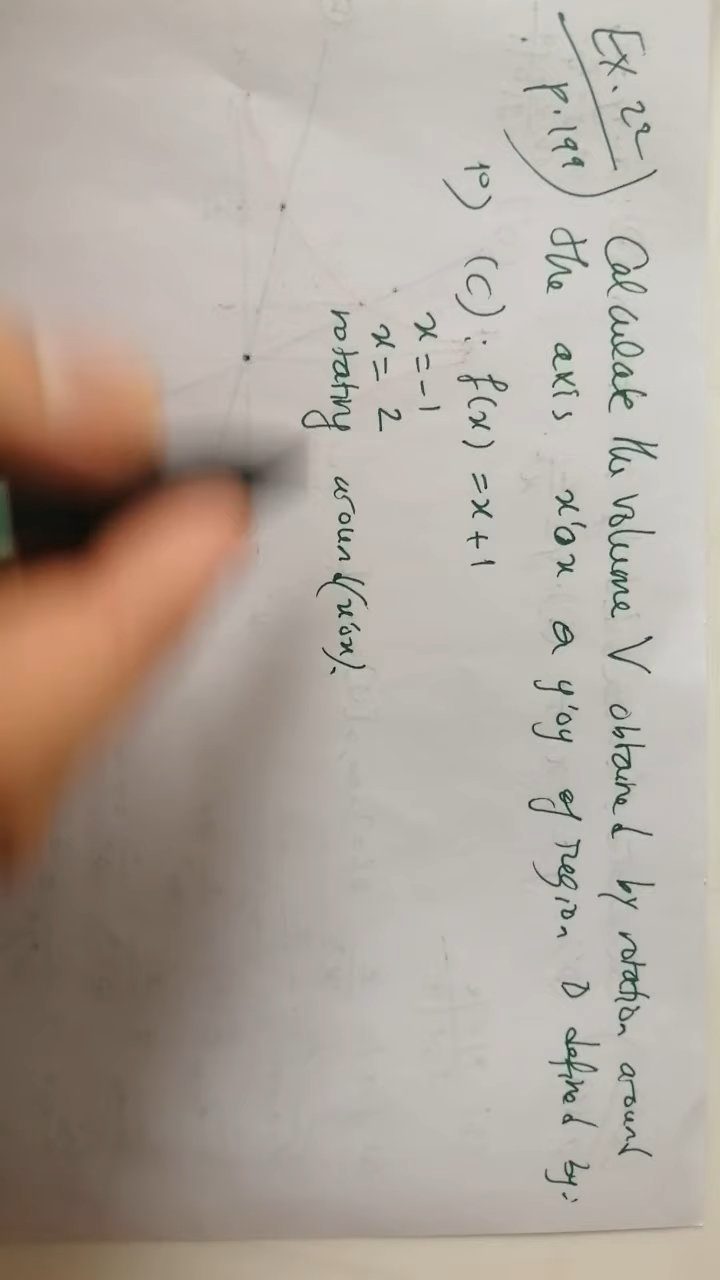 Ex. 22) Calculate the volume V obtained by rotation around
p.199 the axis x'ox a y'oy of region D defined by:
1°) (C): f(x) = x + 1
x = -1
x = 2
rotating around (x'ox).